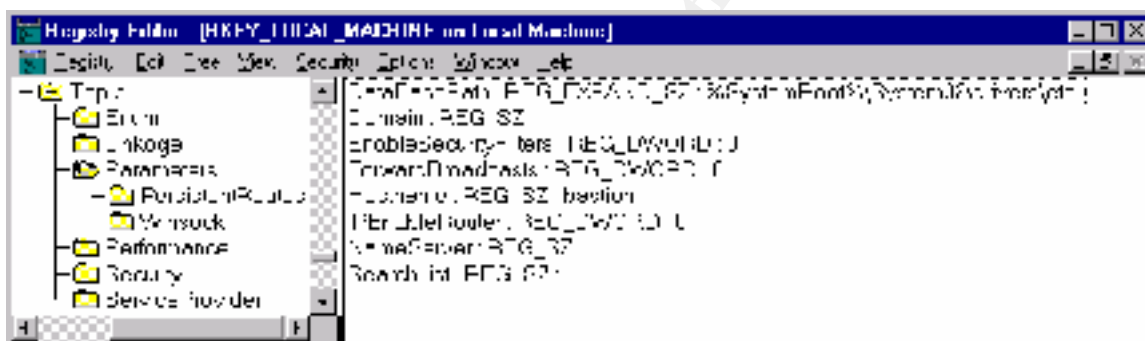 Registry Editor - [HKEY_LOCAL_MACHINE on Local Machine]
Registry Edit Tree View Security Options Window Help
Tcpip
Enum
Linkage
Parameters
PersistentRoutes
Winsock
Performance
Security
ServiceProvider
DataBasePath : REG_EXPAND_SZ : %SystemRoot%\System32\drivers\etc
Domain : REG_SZ
EnableSecurityFilters : REG_DWORD : 0
ForwardBroadcasts : REG_DWORD : 0
Hostname : REG_SZ : bastion
IPEnableRouter : REG_DWORD : 0
NameServer : REG_SZ
SearchList : REG_SZ :